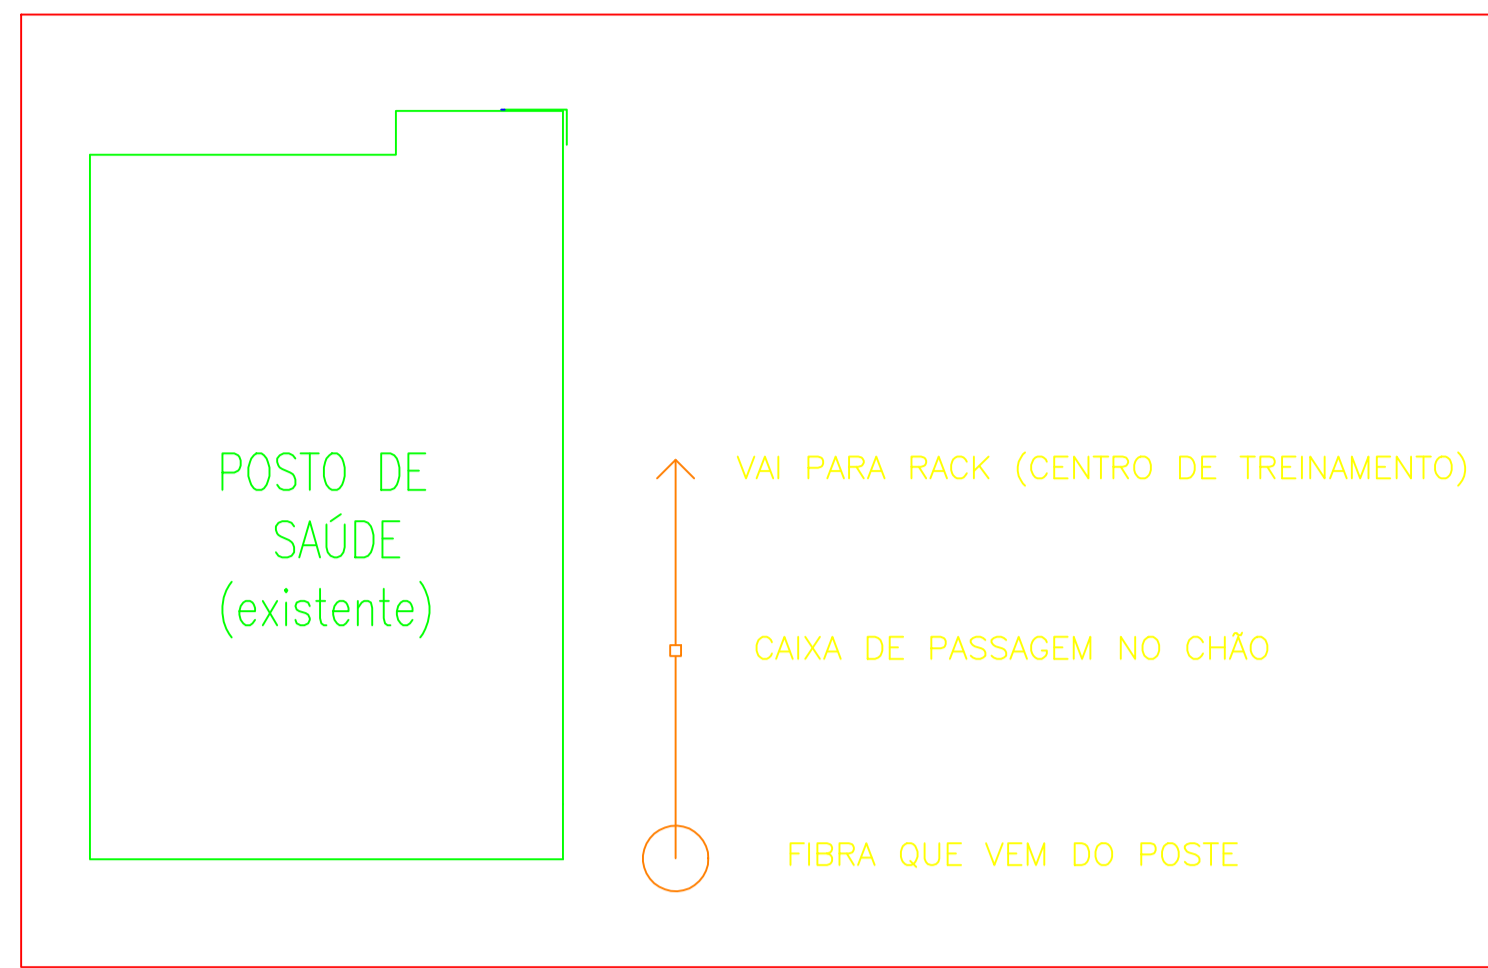 POSTO DE
SAÚDE
(existente)
VAI PARA RACK (CENTRO DE TREINAMENTO)
CAIXA DE PASSAGEM NO CHÃO
FIBRA QUE VEM DO POSTE